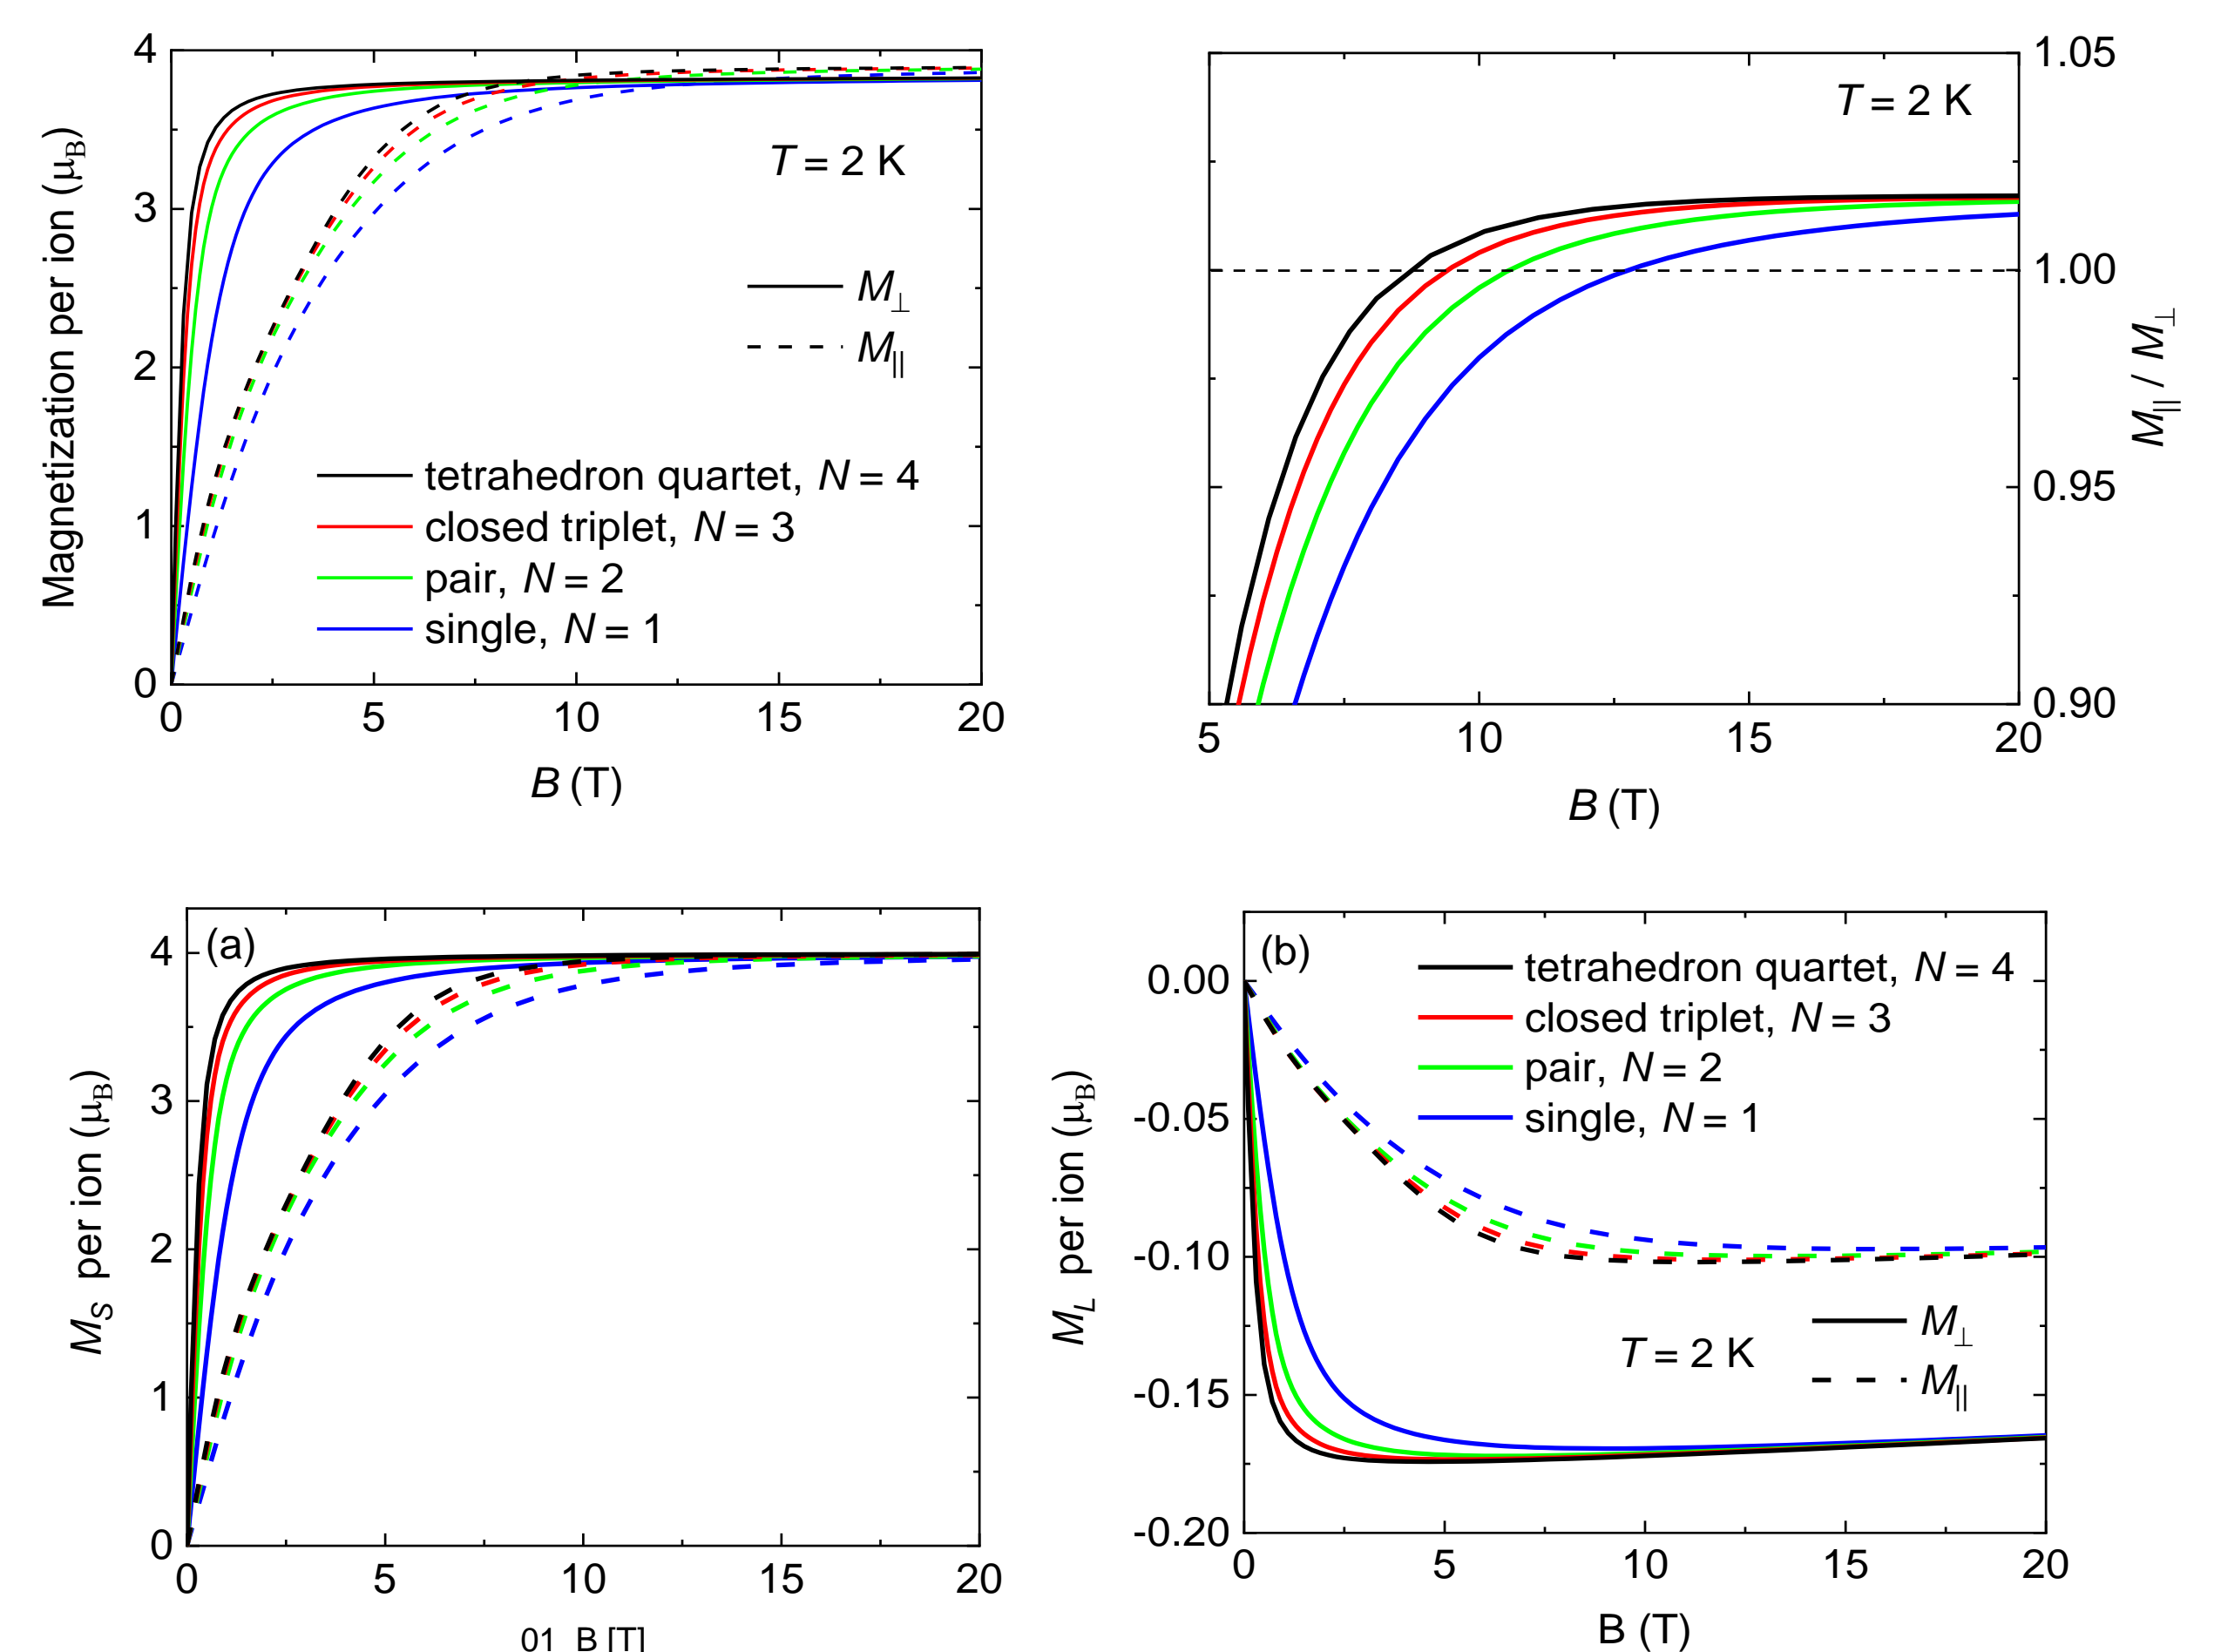 4
3
2
1
0
0 5 10 15 20
Magnetization per ion (μB)
B (T)
T = 2 K
M⊥
M||
tetrahedron quartet, N = 4
closed triplet, N = 3
pair, N = 2
single, N = 1
1.05
1.00
0.95
0.90
5 10 15 20
T = 2 K
M|| / M⊥
B (T)
(a)
4
3
2
1
0
0 5 10 15 20
MS per ion (μB)
01 B [T]
(b)
0.00
-0.05
-0.10
-0.15
-0.20
0 5 10 15 20
ML per ion (μB)
tetrahedron quartet, N = 4
closed triplet, N = 3
pair, N = 2
single, N = 1
T = 2 K
M⊥
M||
B (T)